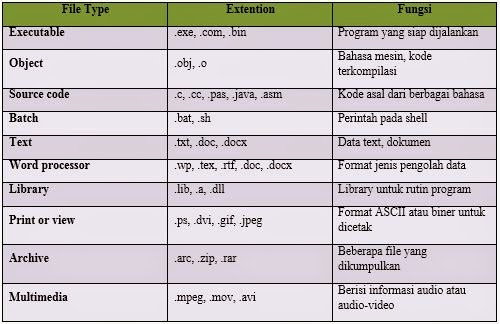 File Type Extention Fungsi
Executable .exe, .com, .bin Program yang siap dijalankan
Object .obj, .o Bahasa mesin, kode
terkompilasi
Source code .c, .cc, .pas, .java, .asm Kode asal dari berbagai bahasa
Batch .bat, .sh Perintah pada shell
Text .txt, .doc, .docx Data text, dokumen
Word processor .wp, .tex, .rtf, .doc, .docx Format jenis pengolah data
Library .lib, .a, .dll Library untuk rutin program
Print or view .ps, .dvi, .gif, .jpeg Format ASCII atau biner untuk
dicetak
Archive .arc, .zip, .rar Beberapa file yang
dikumpulkan
Multimedia .mpeg, .mov, .avi Berisi informasi audio atau
audio-video